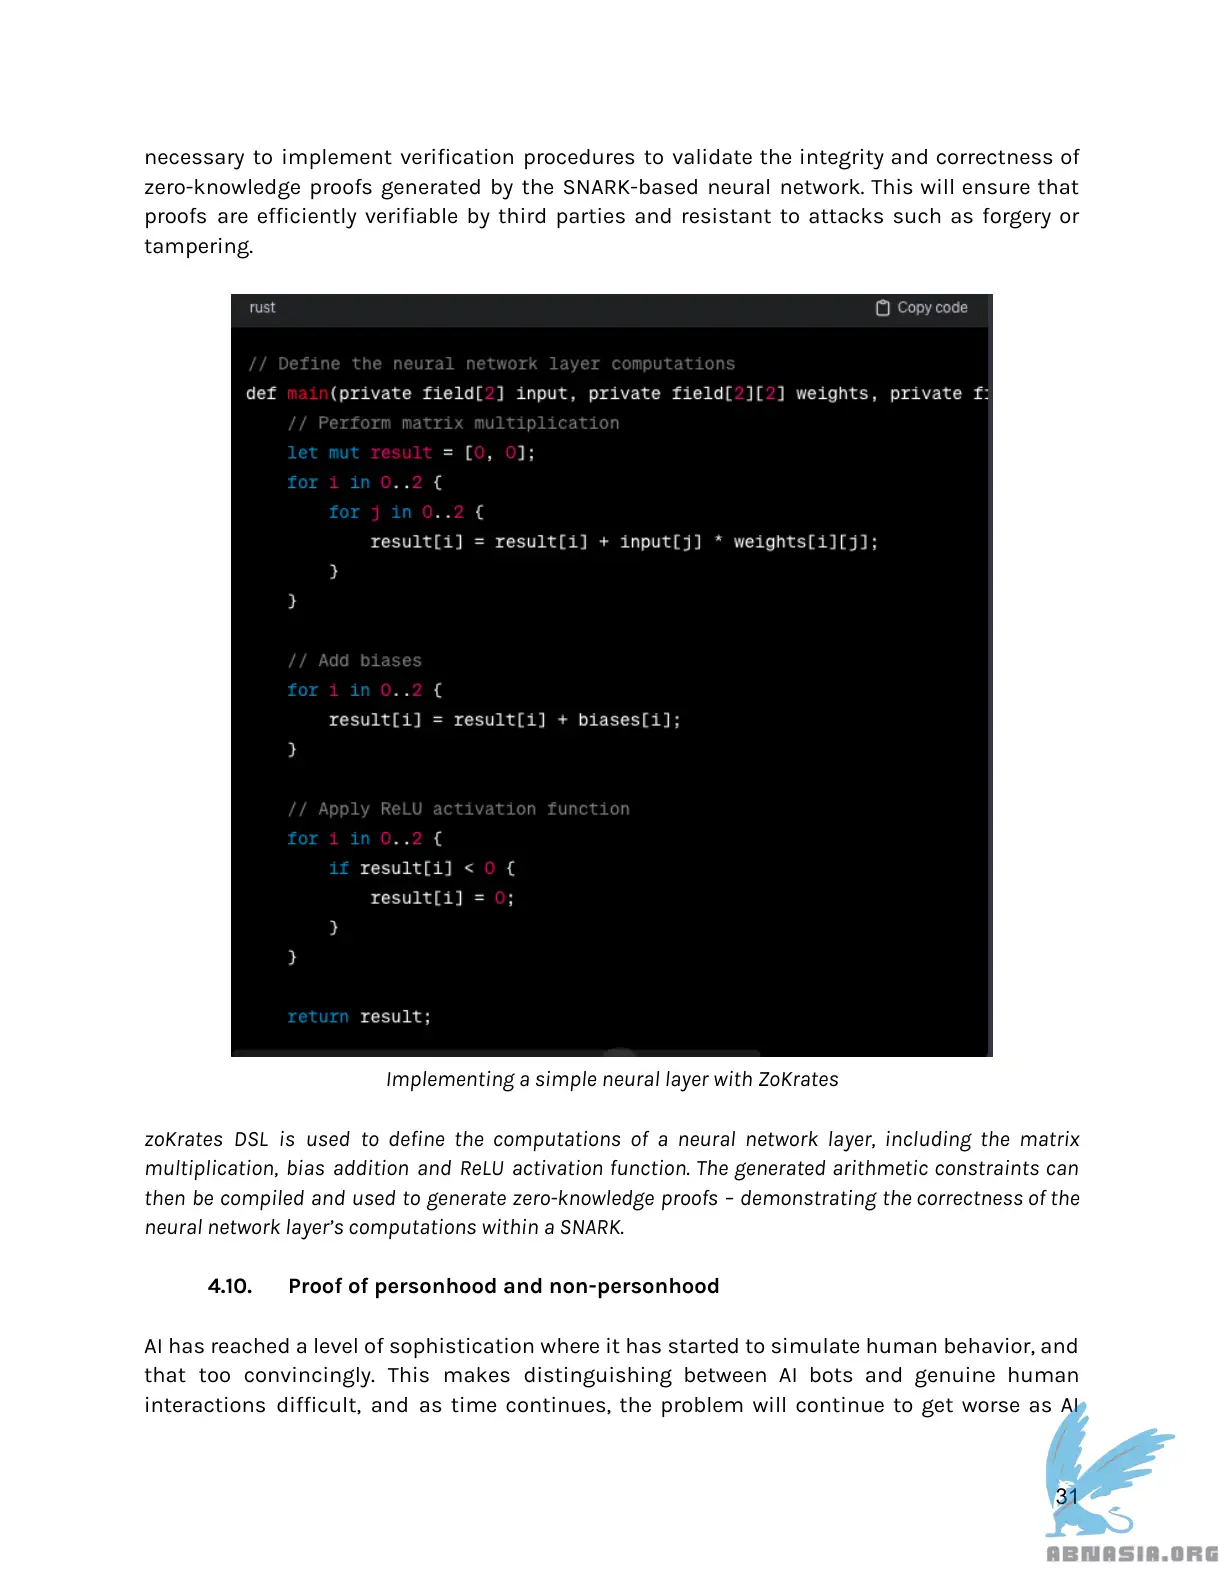 necessary to implement verification procedures to validate the integrity and correctness of
zero-knowledge proofs generated by the SNARK-based neural network. This will ensure that
proofs are efficiently verifiable by third parties and resistant to attacks such as forgery or
tampering.
rust Copy code
// Define the neural network layer computations
def main(private field[2] input, private field[2][2] weights, private fi
// Perform matrix multiplication
let mut result = [0, 0];
for i in 0..2 {
for j in 0..2 {
result[i] = result[i] + input[j] * weights[i][j];
}
}
// Add biases
for i in 0..2 {
result[i] = result[i] + biases[i];
}
// Apply ReLU activation function
for i in 0..2 {
if result[i] < 0 {
result[i] = 0;
}
}
return result;
Implementing a simple neural layer with ZoKrates
zoKrates DSL is used to define the computations of a neural network layer, including the matrix
multiplication, bias addition and ReLU activation function. The generated arithmetic constraints can
then be compiled and used to generate zero-knowledge proofs – demonstrating the correctness of the
neural network layer's computations within a SNARK.
4.10. Proof of personhood and non-personhood
AI has reached a level of sophistication where it has started to simulate human behavior, and
that too convincingly. This makes distinguishing between AI bots and genuine human
interactions difficult, and as time continues, the problem will continue to get worse as AI
31
ABNASIA.ORG